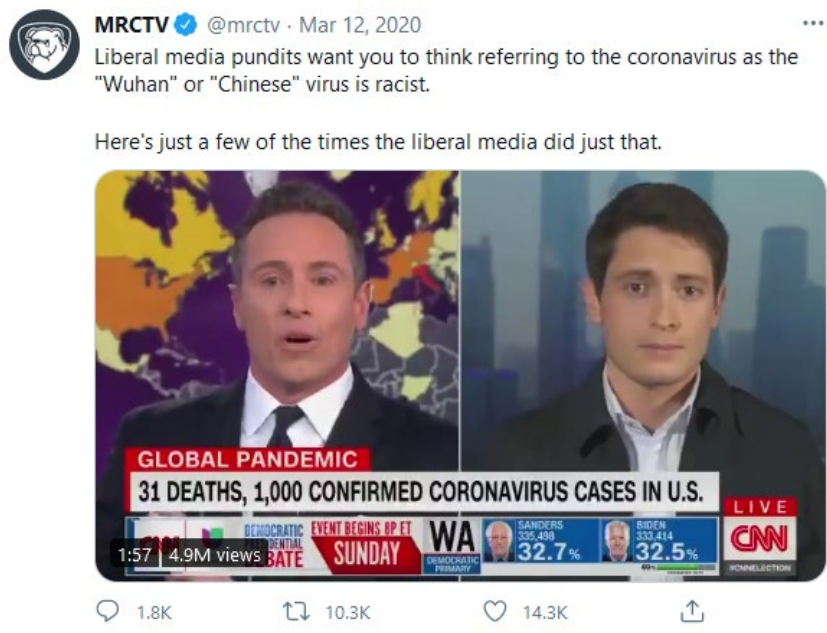 MRCTV @mrctv · Mar 12, 2020
Liberal media pundits want you to think referring to the coronavirus as the
"Wuhan" or "Chinese" virus is racist.
Here's just a few of the times the liberal media did just that.
GLOBAL PANDEMIC
31 DEATHS, 1,000 CONFIRMED CORONAVIRUS CASES IN U.S.
LIVE
CNN
#CNNELECTION
DEMOCRATIC
EVENT BEGINS 8P ET
SUNDAY
WA
DEMOCRATIC
PRIMARY
SANDERS
335,498
32.7%
BIDEN
333,414
32.5%
1:57 4.9M views
1.8K 10.3K 14.3K